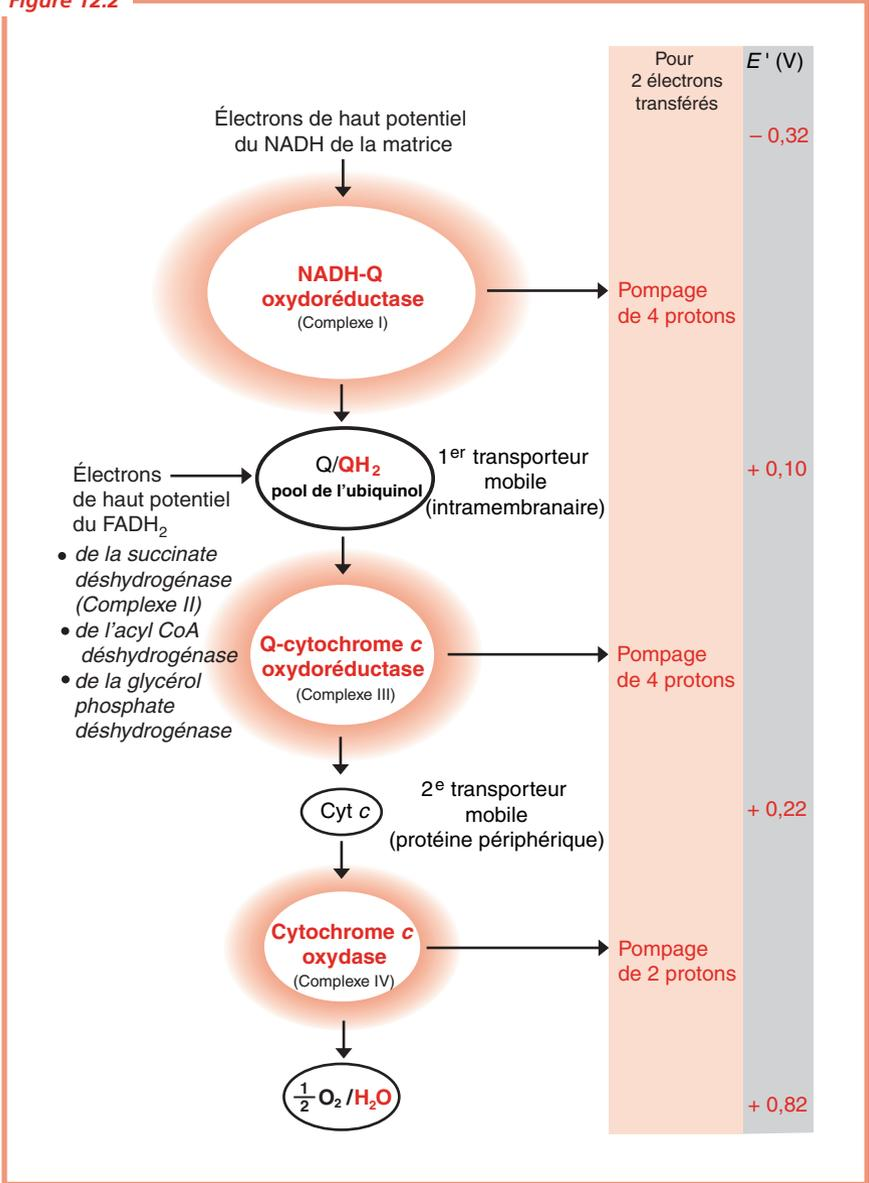 Figure 12.2
Pour
2 électrons
transférés
E ' (V)
Électrons de haut potentiel
du NADH de la matrice
– 0,32
NADH-Q
oxydoréductase
(Complexe I)
Pompage
de 4 protons
Électrons
de haut potentiel
du FADH₂
• de la succinate
déshydrogénase
(Complexe II)
• de l'acyl CoA
déshydrogénase
• de la glycérol
phosphate
déshydrogénase
Q/QH₂
pool de l'ubiquinol
1er transporteur
mobile
(intramembranaire)
+ 0,10
Q-cytochrome c
oxydoréductase
(Complexe III)
Pompage
de 4 protons
Cyt c
2e transporteur
mobile
(protéine périphérique)
+ 0,22
Cytochrome c
oxydase
(Complexe IV)
Pompage
de 2 protons
1/2 O₂ /H₂O
+ 0,82